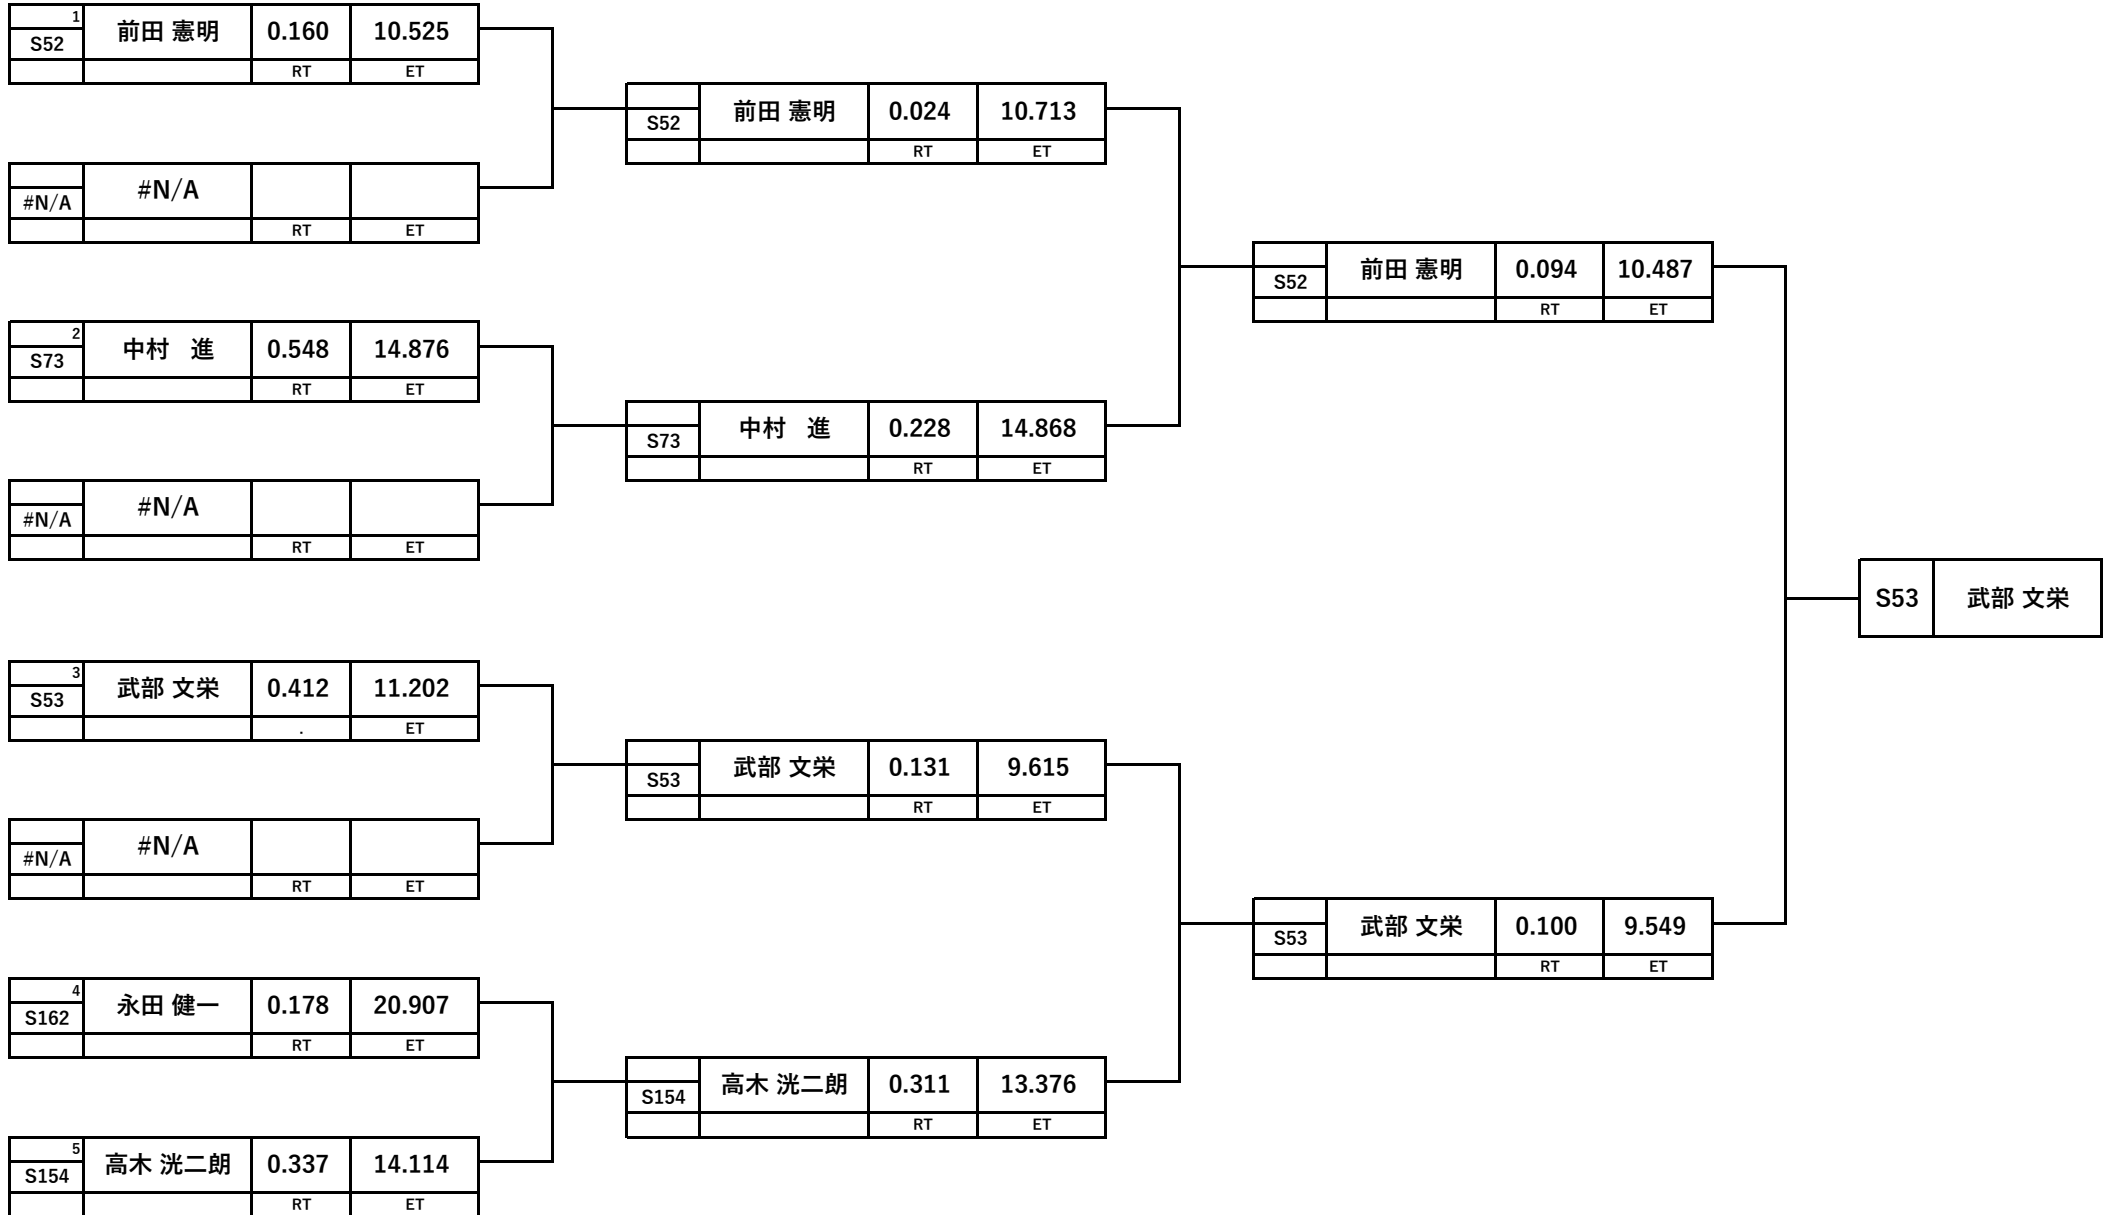 1
S52 前田 憲明 0.160 10.525
RT ET
#N/A #N/A
RT ET
2
S73 中村　進 0.548 14.876
RT ET
#N/A #N/A
RT ET
3
S53 武部 文栄 0.412 11.202
. ET
#N/A #N/A
RT ET
4
S162 永田 健一 0.178 20.907
RT ET
5
S154 高木 洸二朗 0.337 14.114
RT ET
S52 前田 憲明 0.024 10.713
RT ET
S73 中村　進 0.228 14.868
RT ET
S53 武部 文栄 0.131 9.615
RT ET
S154 高木 洸二朗 0.311 13.376
RT ET
S52 前田 憲明 0.094 10.487
RT ET
S53 武部 文栄 0.100 9.549
RT ET
S53 武部 文栄